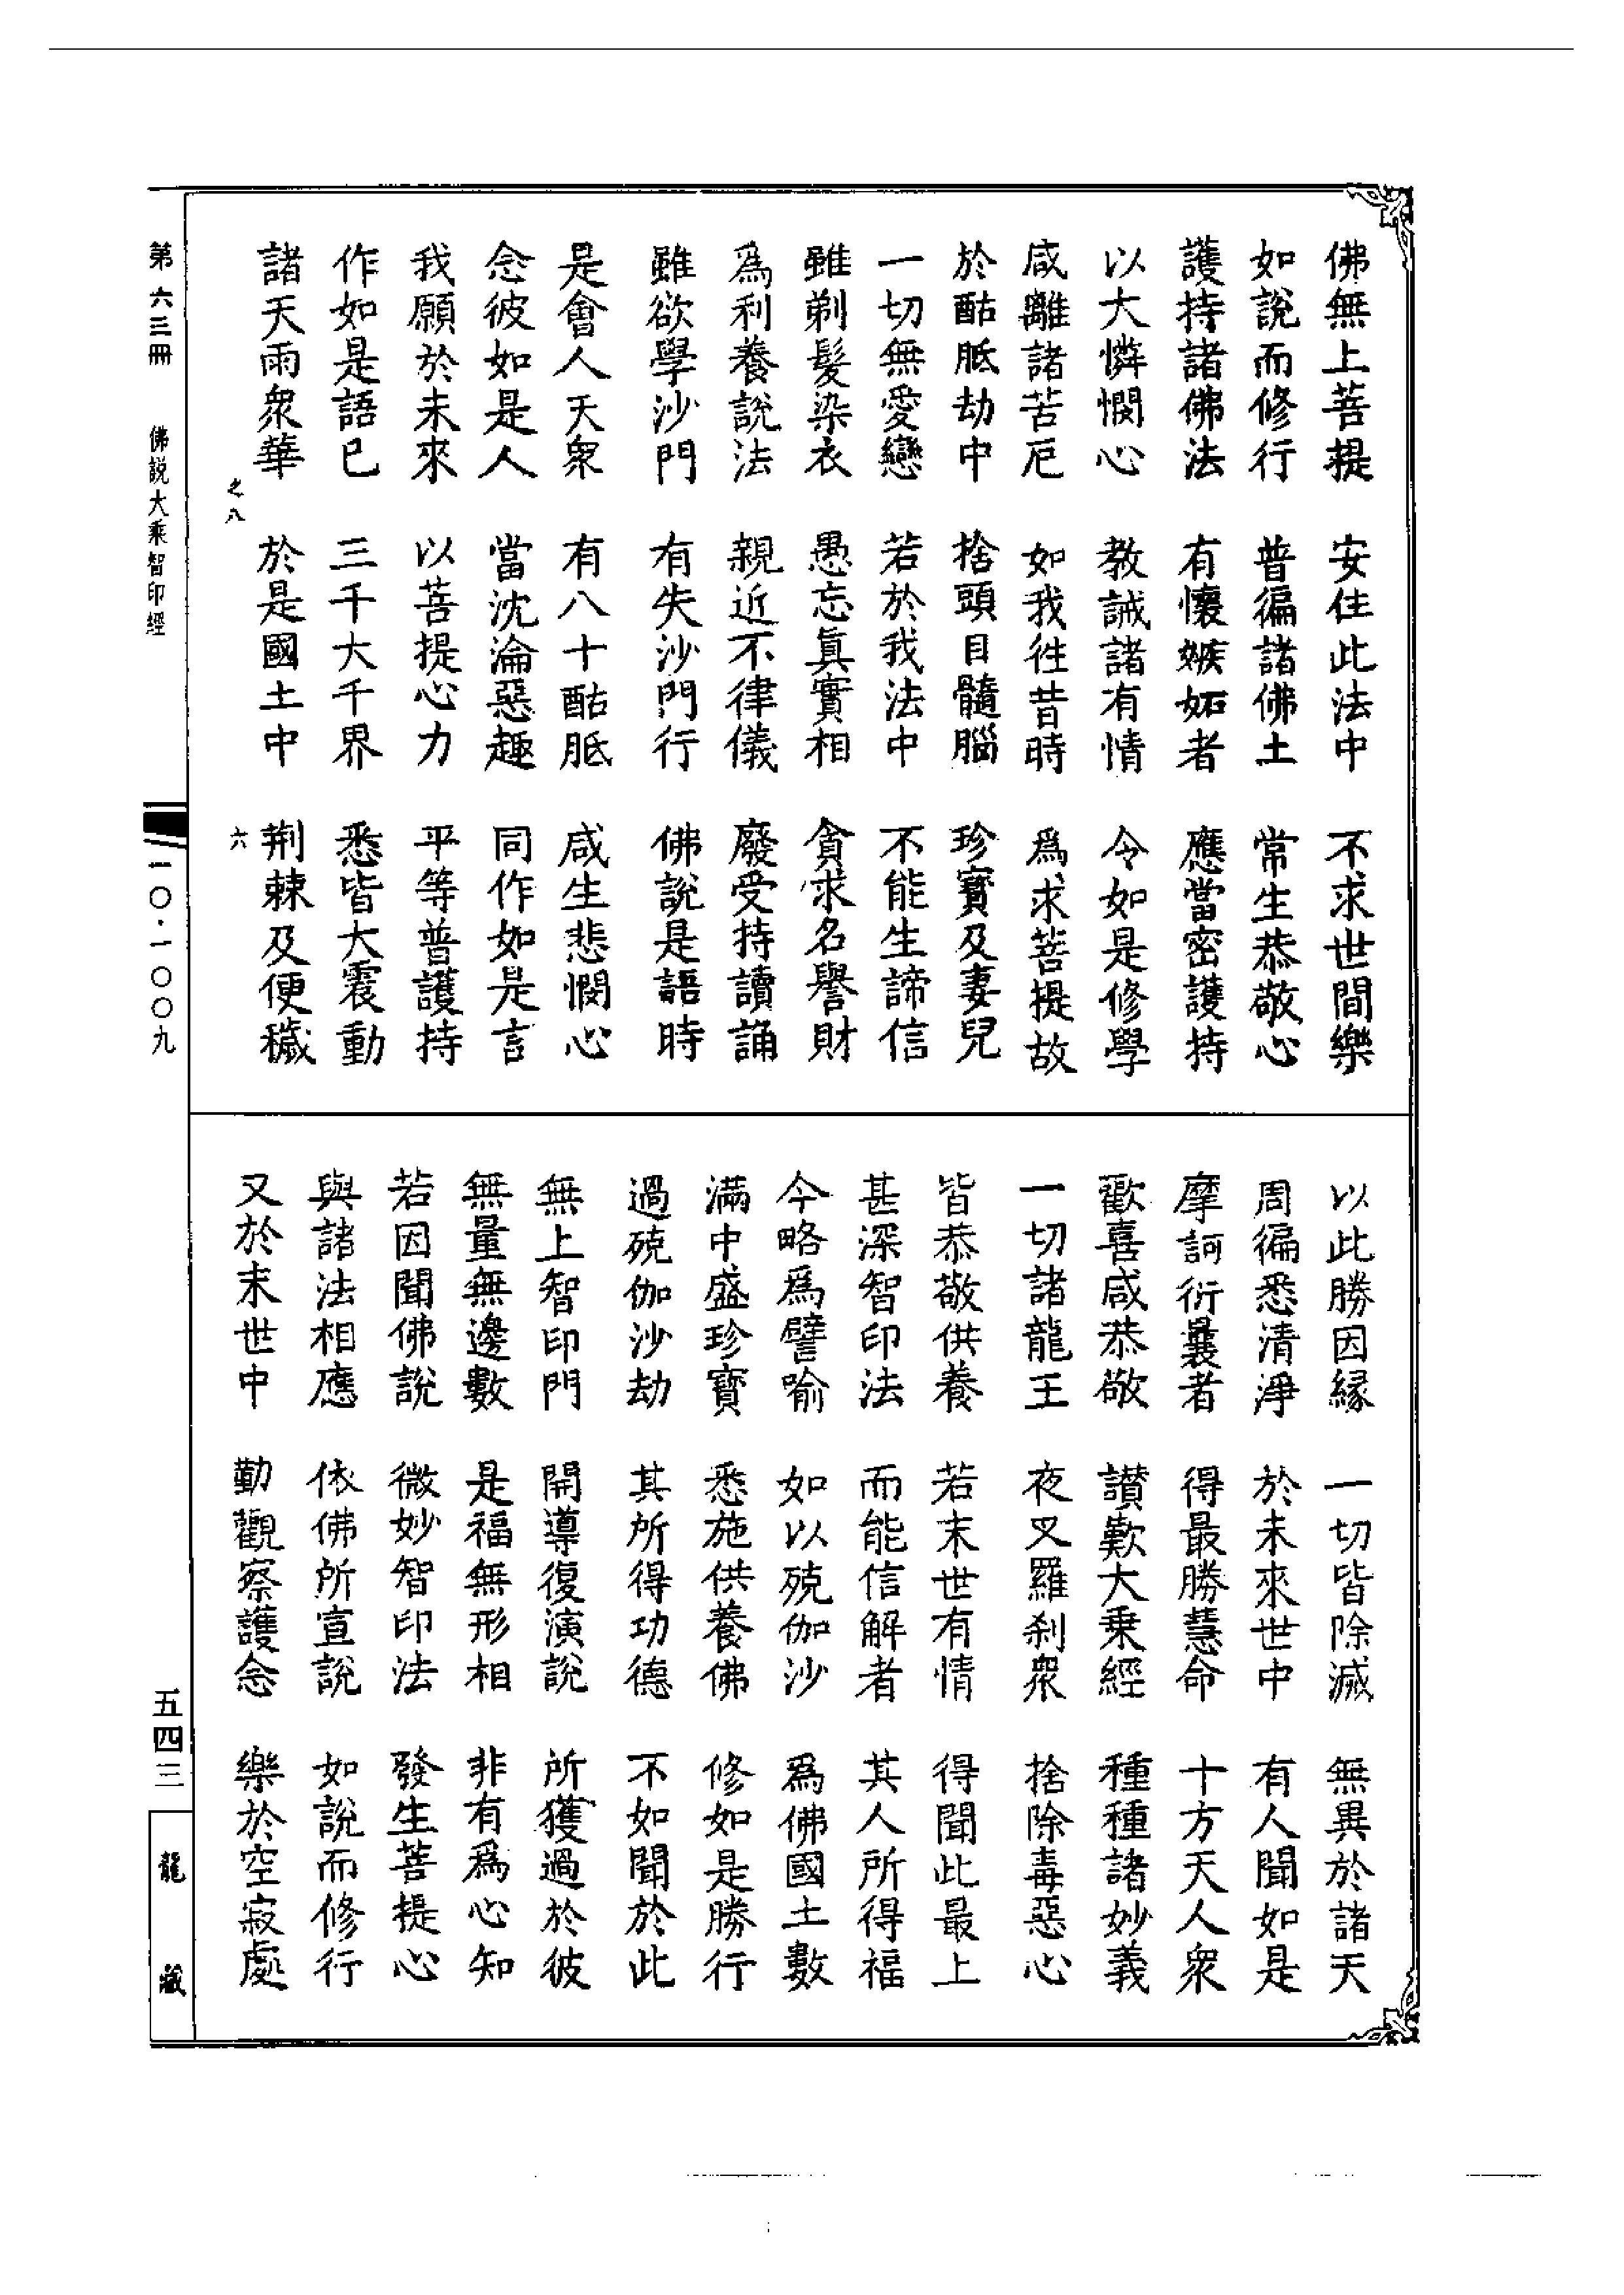 佛無上菩提　安住此法中　不求世間樂
如說而修行　普徧諸佛土　常生恭敬心
護持諸佛法　有懷嫉妬者　應當密護持
以大憐憫心　教誡諸有情　令如是修學
咸離諸苦厄　如我徃昔時　爲求菩提故
於酤胝劫中　捨頭目髓腦　珍寳及妻兒
一切無愛戀　若於我法中　不能生諦信
雖剃髮染衣　愚忘眞實相　貪求名譽財
爲利養說法　親近不律儀　廢受持讀誦
雖欲學沙門　有失沙門行　佛說是語時
是會人天衆　有八十酤胝　咸生悲憫心
念彼如是人　當沈淪惡趣　同作如是言
我願於未來　以菩提心力　平等普護持
作如是語已　三千大千界　悉皆大震動
諸天雨衆華　於是國土中　荆棘及便穢
之八　六
以此勝因緣　一切皆除滅　無異於諸天
周徧悉清淨　於未來世中　有人聞如是
摩訶衍曩者　得最勝慧命　十方天人衆
歡喜咸恭敬　讃歎大乗經　種種諸妙義
一切諸龍王　夜叉羅刹衆　捨除毒惡心
皆恭敬供養　若末世有情　得聞此最上
甚深智印法　而能信解者　其人所得福
今略爲譬喻　如以殑伽沙　爲佛國土數
滿中盛珍寳　悉施供養佛　修如是勝行
過殑伽沙劫　其所得功德　不如聞於此
無上智印門　開導復演說　所獲過於彼
無量無邊數　是福無形相　非有爲心知
若因聞佛說　微妙智印法　發生菩提心
與諸法相應　依佛所宣說　如說而修行
又於末世中　勤觀察護念　樂於空寂處
第六三冊　佛說大乘智印經　一〇·一〇〇九　五四三　龍藏